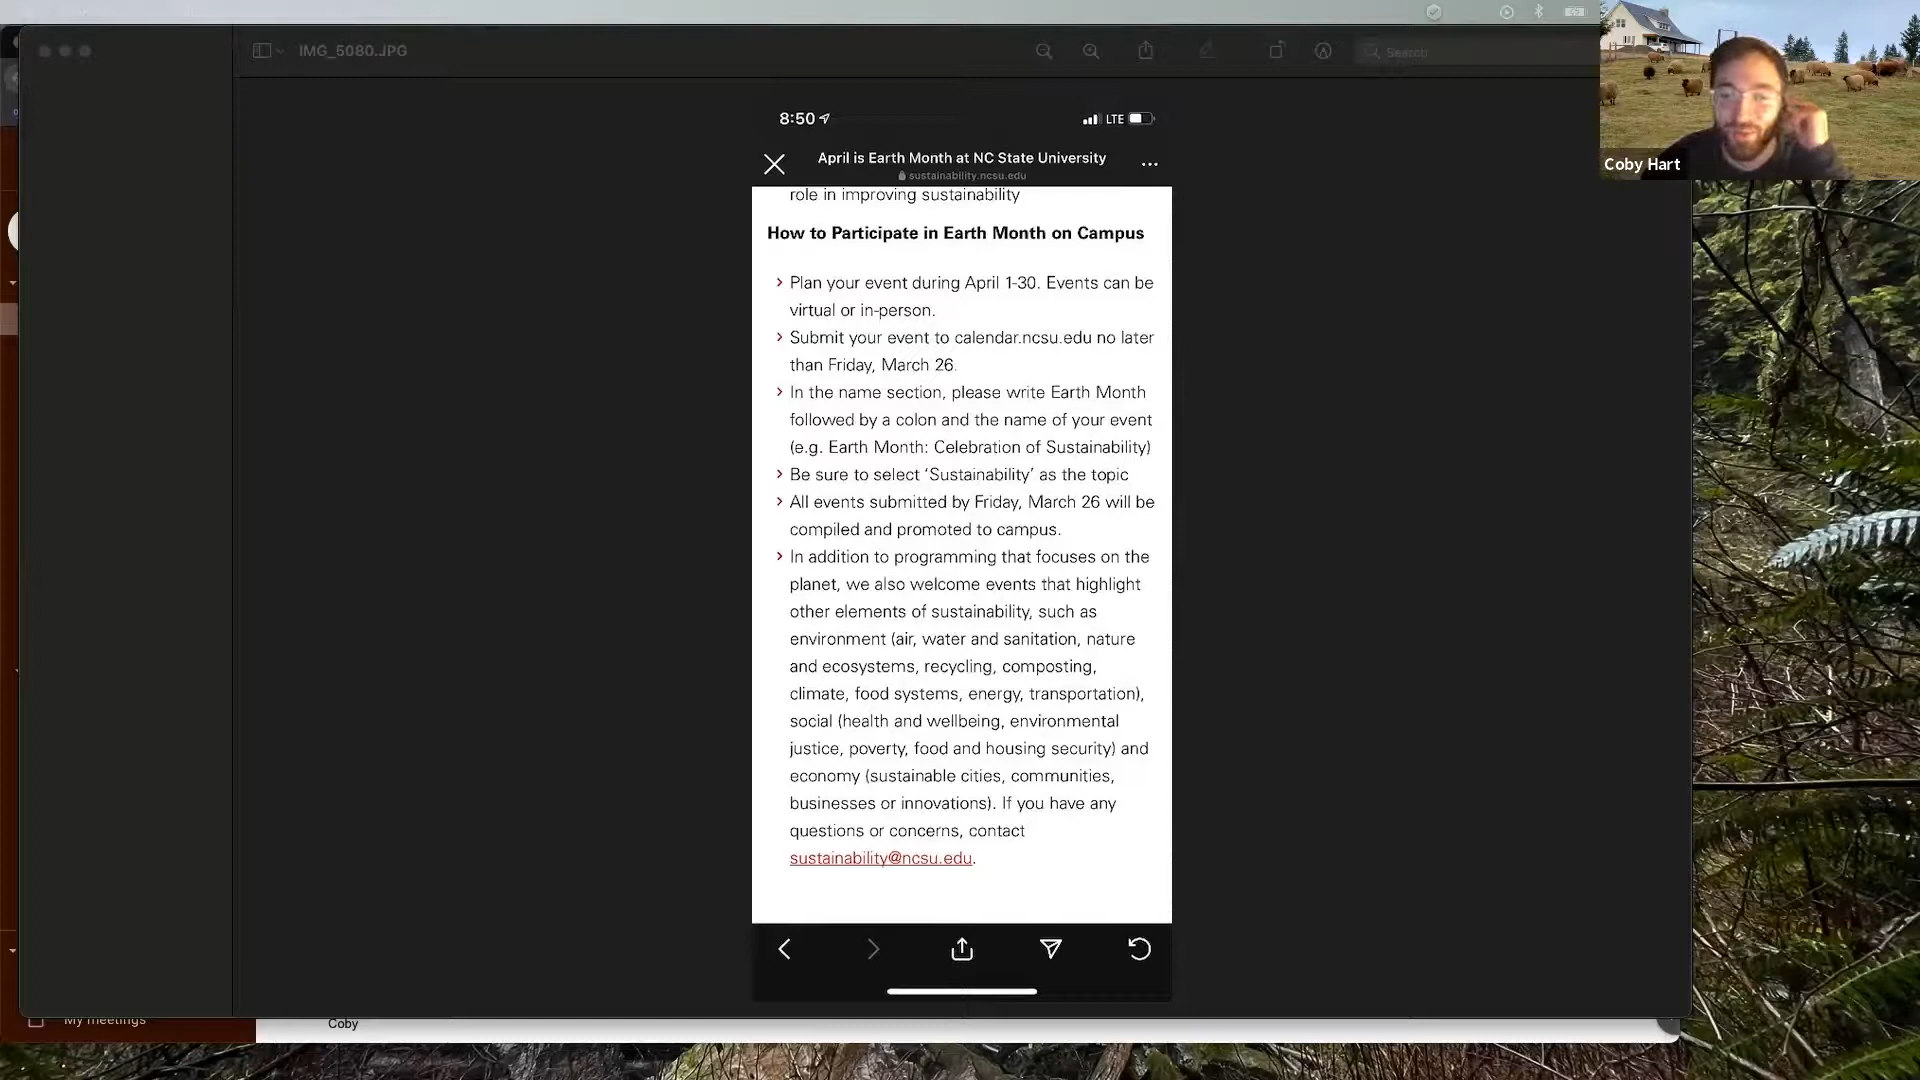 IMG_5080.JPG
Search
Coby Hart
8:50
LTE
April is Earth Month at NC State University
sustainability.ncsu.edu
role in improving sustainability
How to Participate in Earth Month on Campus
Plan your event during April 1-30. Events can be
virtual or in-person.
Submit your event to calendar.ncsu.edu no later
than Friday, March 26.
In the name section, please write Earth Month
followed by a colon and the name of your event
(e.g. Earth Month: Celebration of Sustainability)
Be sure to select ‘Sustainability’ as the topic
All events submitted by Friday, March 26 will be
compiled and promoted to campus.
In addition to programming that focuses on the
planet, we also welcome events that highlight
other elements of sustainability, such as
environment (air, water and sanitation, nature
and ecosystems, recycling, composting,
climate, food systems, energy, transportation),
social (health and wellbeing, environmental
justice, poverty, food and housing security) and
economy (sustainable cities, communities,
businesses or innovations). If you have any
questions or concerns, contact
sustainability@ncsu.edu.
My meetings
Coby